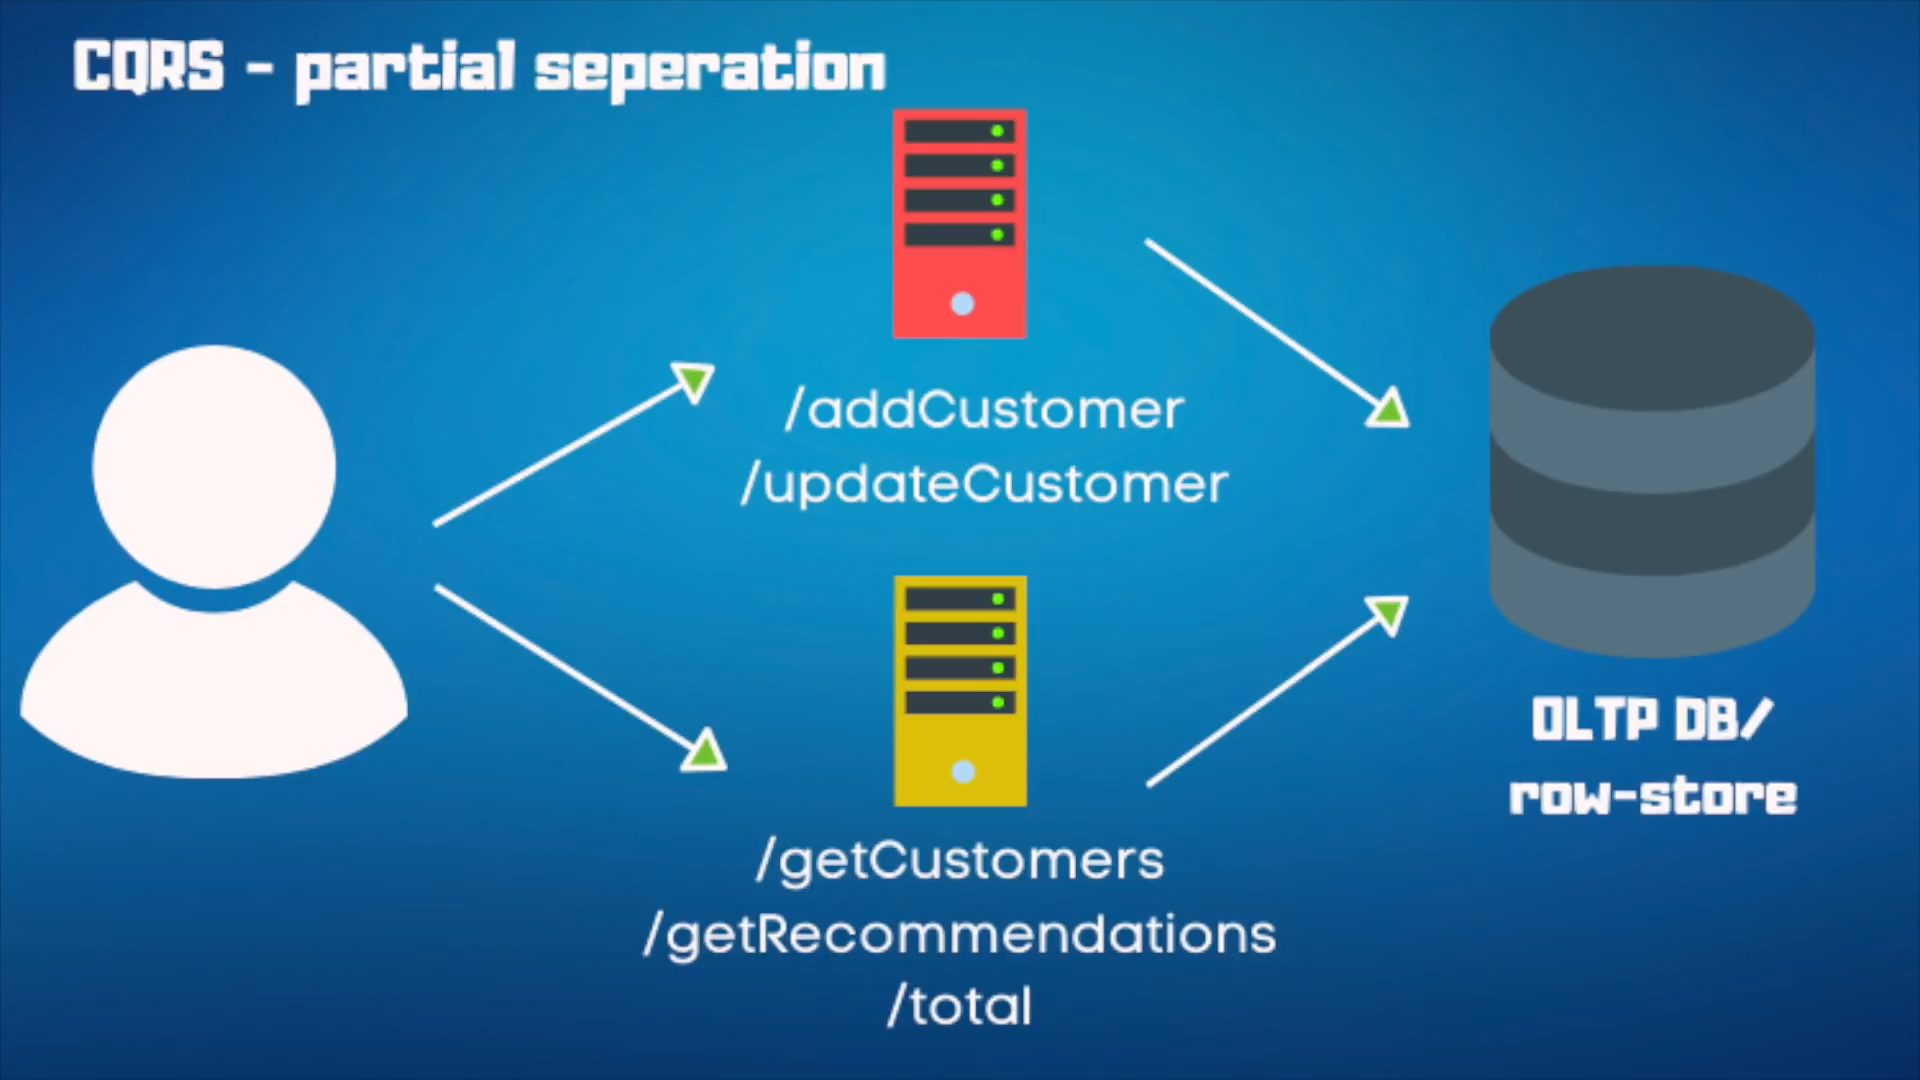 CQRS - partial seperation
/addCustomer
/updateCustomer
/getCustomers
/getRecommendations
/total
OLTP DB/
row-store